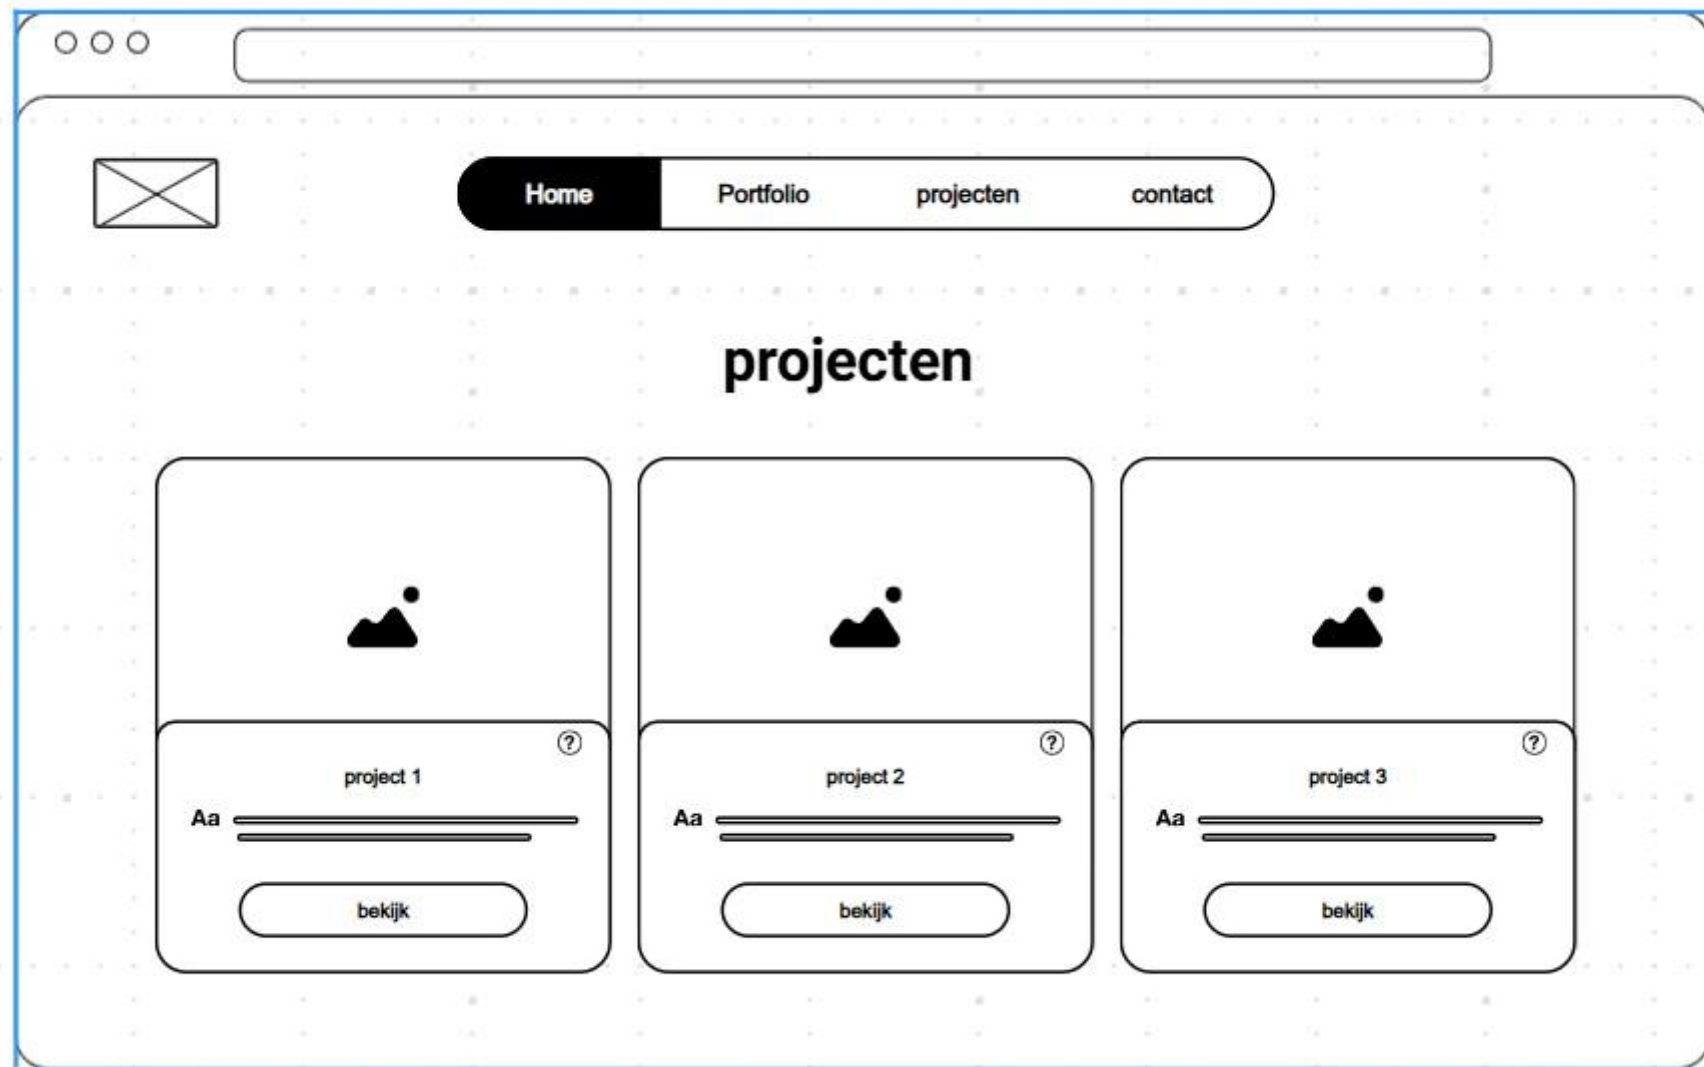 Home Portfolio projecten contact
projecten
? ? ?
project 1 project 2 project 3
Aa Aa Aa
bekijk bekijk bekijk